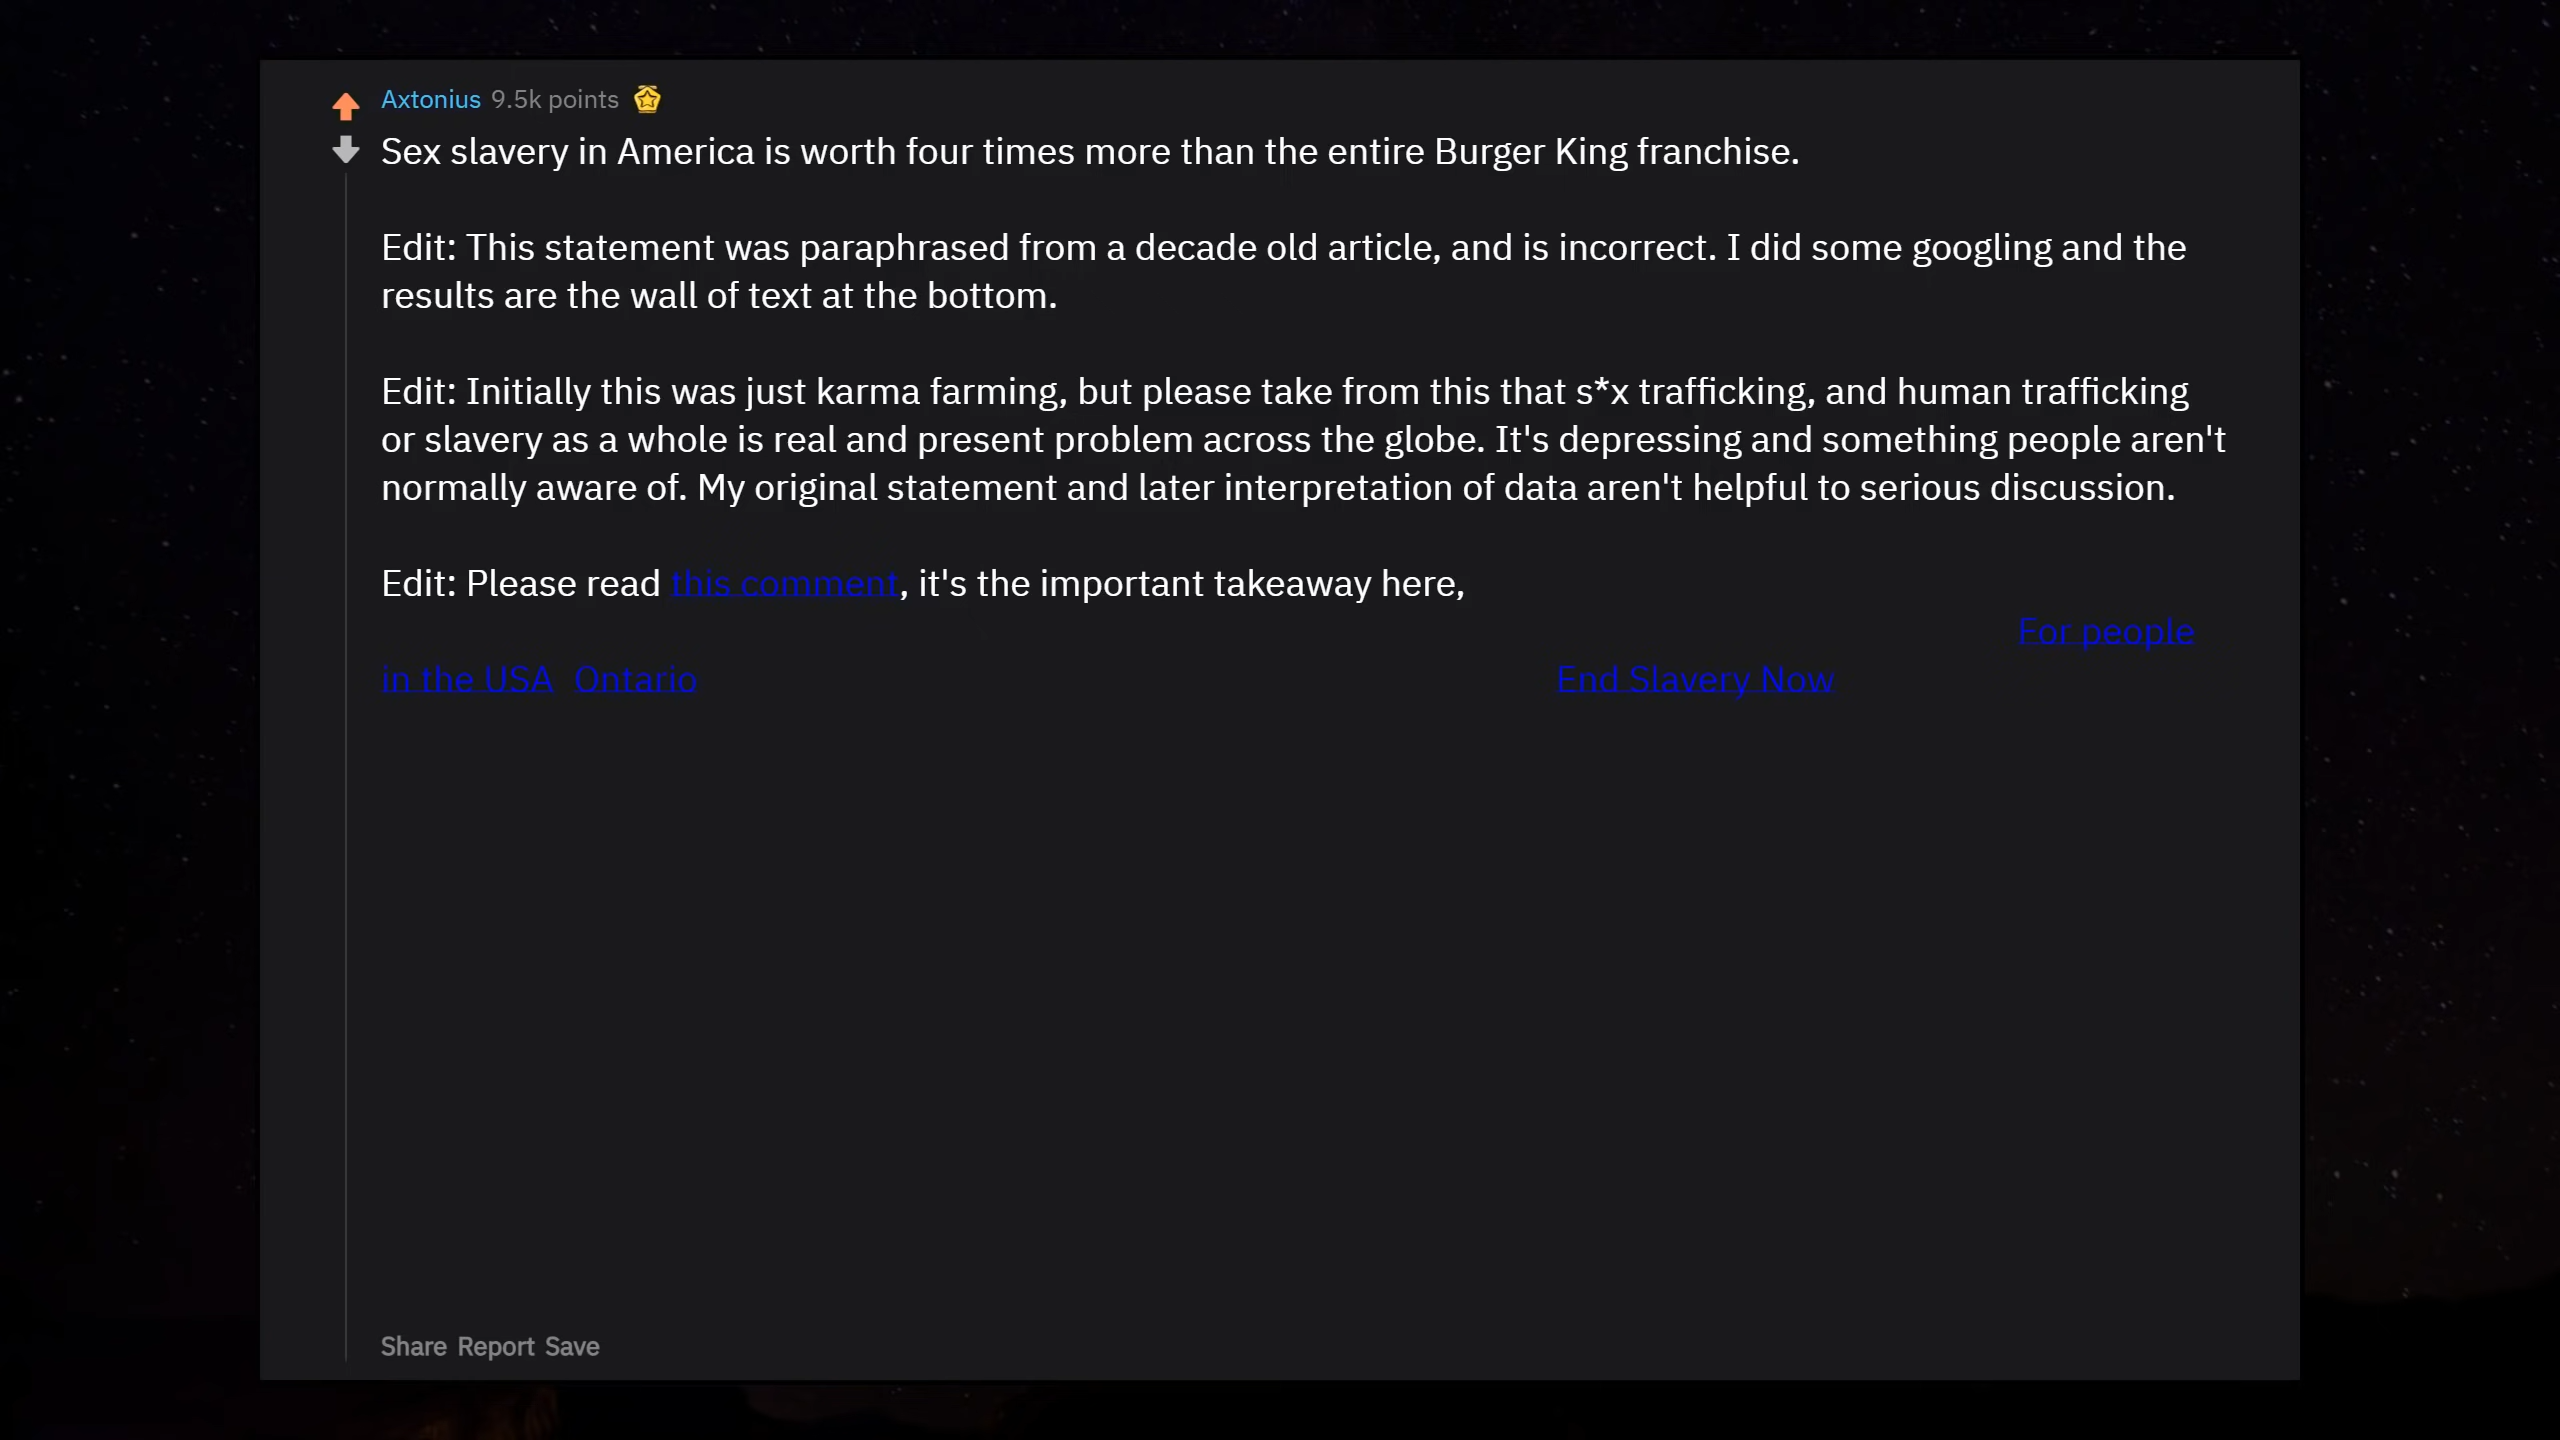 Axtonius 9.5k points
Sex slavery in America is worth four times more than the entire Burger King franchise.
Edit: This statement was paraphrased from a decade old article, and is incorrect. I did some googling and the
results are the wall of text at the bottom.
Edit: Initially this was just karma farming, but please take from this that s*x trafficking, and human trafficking
or slavery as a whole is real and present problem across the globe. It's depressing and something people aren't
normally aware of. My original statement and later interpretation of data aren't helpful to serious discussion.
Edit: Please read this comment, it's the important takeaway here,
For people
in the USA Ontario End Slavery Now
Share Report Save